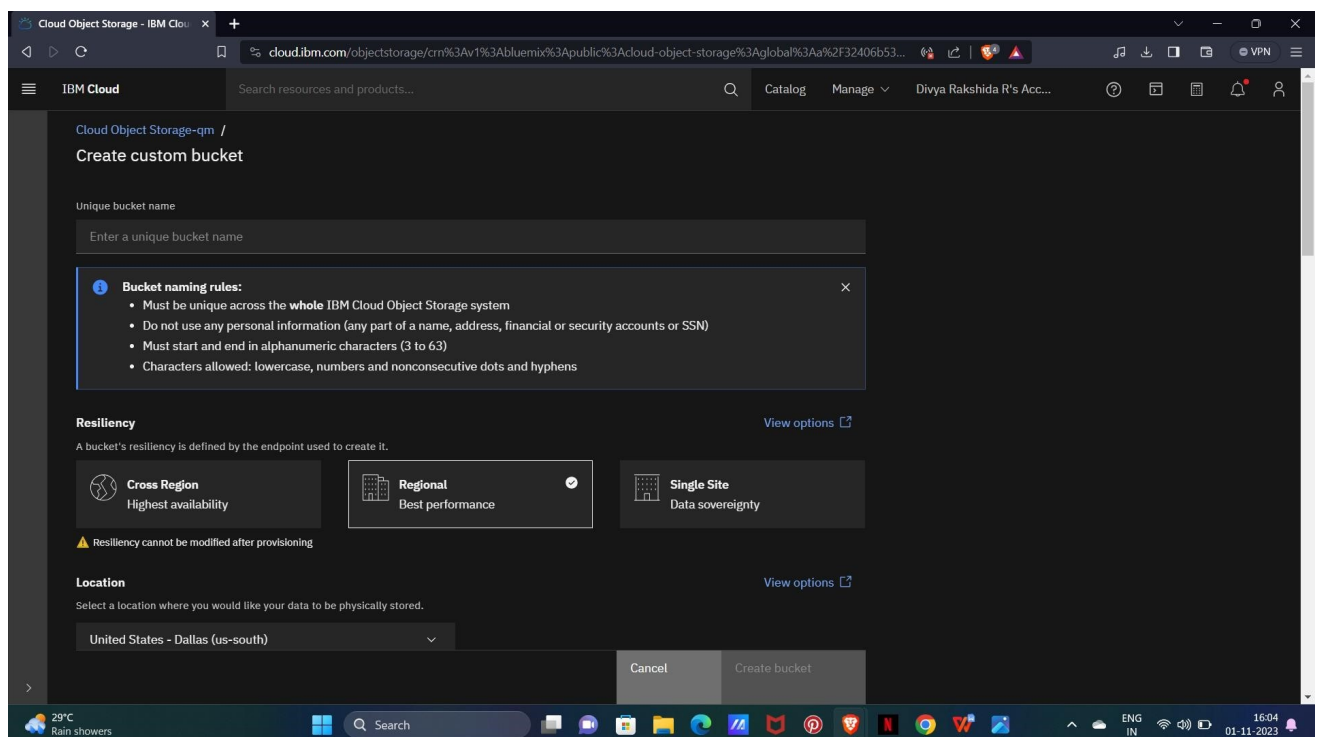 Cloud Object Storage - IBM Clou
cloud.ibm.com/objectstorage/crn%3Av1%3Abluemix%3Apublic%3Acloud-object-storage%3Aglobal%3Aa%2F32406b53...
VPN
IBM Cloud
Search resources and products...
Catalog
Manage
Divya Rakshida R's Acc...
Cloud Object Storage-qm /
Create custom bucket
Unique bucket name
Enter a unique bucket name
Bucket naming rules:
• Must be unique across the whole IBM Cloud Object Storage system
• Do not use any personal information (any part of a name, address, financial or security accounts or SSN)
• Must start and end in alphanumeric characters (3 to 63)
• Characters allowed: lowercase, numbers and nonconsecutive dots and hyphens
Resiliency
View options
A bucket's resiliency is defined by the endpoint used to create it.
Cross Region
Highest availability
Regional
Best performance
Single Site
Data sovereignty
Resiliency cannot be modified after provisioning
Location
View options
Select a location where you would like your data to be physically stored.
United States - Dallas (us-south)
Cancel
Create bucket
29°C
Rain showers
Search
ENG
IN
16:04
01-11-2023